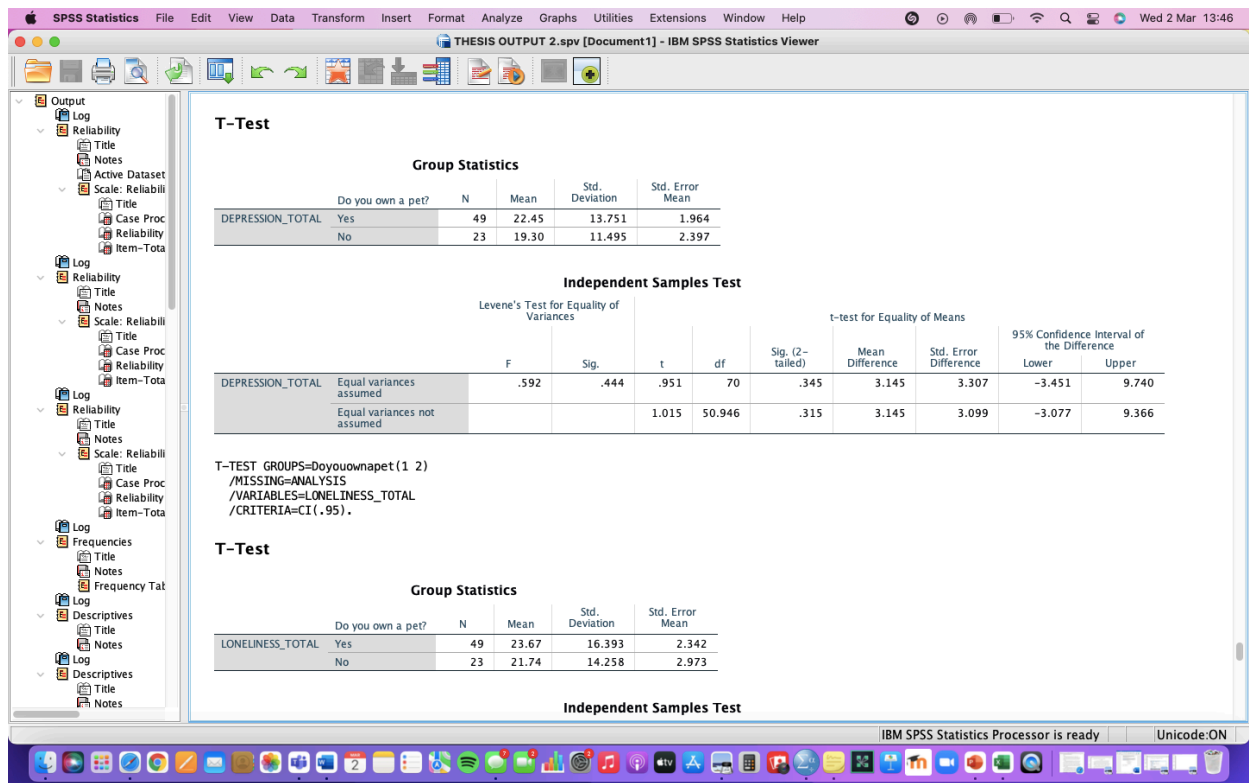 SPSS Statistics File Edit View Data Transform Insert Format Analyze Graphs Utilities Extensions Window Help Wed 2 Mar 13:46
THESIS OUTPUT 2.spv [Document1] - IBM SPSS Statistics Viewer
Output
Log
Reliability
Title
Notes
Active Dataset
Scale: Reliabili
Title
Case Proc
Reliability
Item-Tota
Log
Reliability
Title
Notes
Scale: Reliabili
Title
Case Proc
Reliability
Item-Tota
Log
Reliability
Title
Notes
Scale: Reliabili
Title
Case Proc
Reliability
Item-Tota
Log
Frequencies
Title
Notes
Frequency Tab
Log
Descriptives
Title
Notes
Log
Descriptives
Title
Notes
T-Test
Group Statistics
Do you own a pet? N Mean Std. Deviation Std. Error Mean
DEPRESSION_TOTAL Yes 49 22.45 13.751 1.964
No 23 19.30 11.495 2.397
Independent Samples Test
Levene's Test for Equality of Variances t-test for Equality of Means
95% Confidence Interval of the Difference
F Sig. t df Sig. (2-tailed) Mean Difference Std. Error Difference Lower Upper
DEPRESSION_TOTAL Equal variances assumed .592 .444 .951 70 .345 3.145 3.307 -3.451 9.740
Equal variances not assumed 1.015 50.946 .315 3.145 3.099 -3.077 9.366
T-TEST GROUPS=Doyouownapet(1 2)
/MISSING=ANALYSIS
/VARIABLES=LONELINESS_TOTAL
/CRITERIA=CI(.95).
T-Test
Group Statistics
Do you own a pet? N Mean Std. Deviation Std. Error Mean
LONELINESS_TOTAL Yes 49 23.67 16.393 2.342
No 23 21.74 14.258 2.973
Independent Samples Test
IBM SPSS Statistics Processor is ready Unicode:ON